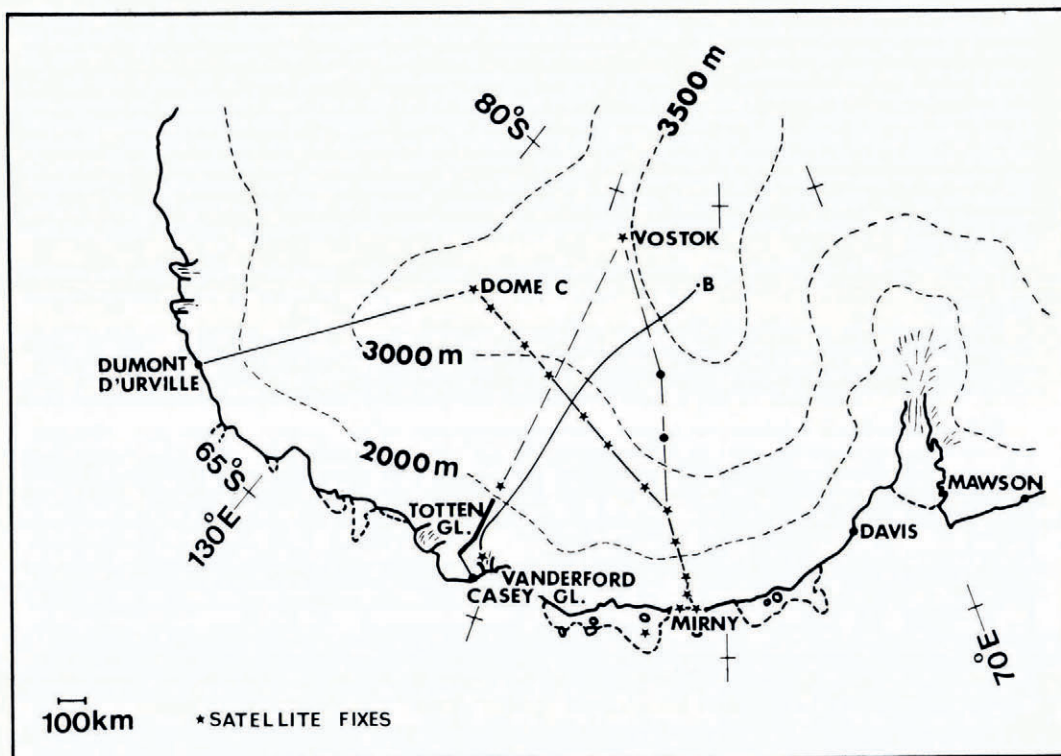 80°S
3500 m
VOSTOK
DOME C
B
3000 m
DUMONT
D'URVILLE
2000 m
65°S
130°E
TOTTEN
GL.
MAWSON
DAVIS
VANDERFORD
CASEY GL.
MIRNY
70°E
100km
★SATELLITE FIXES